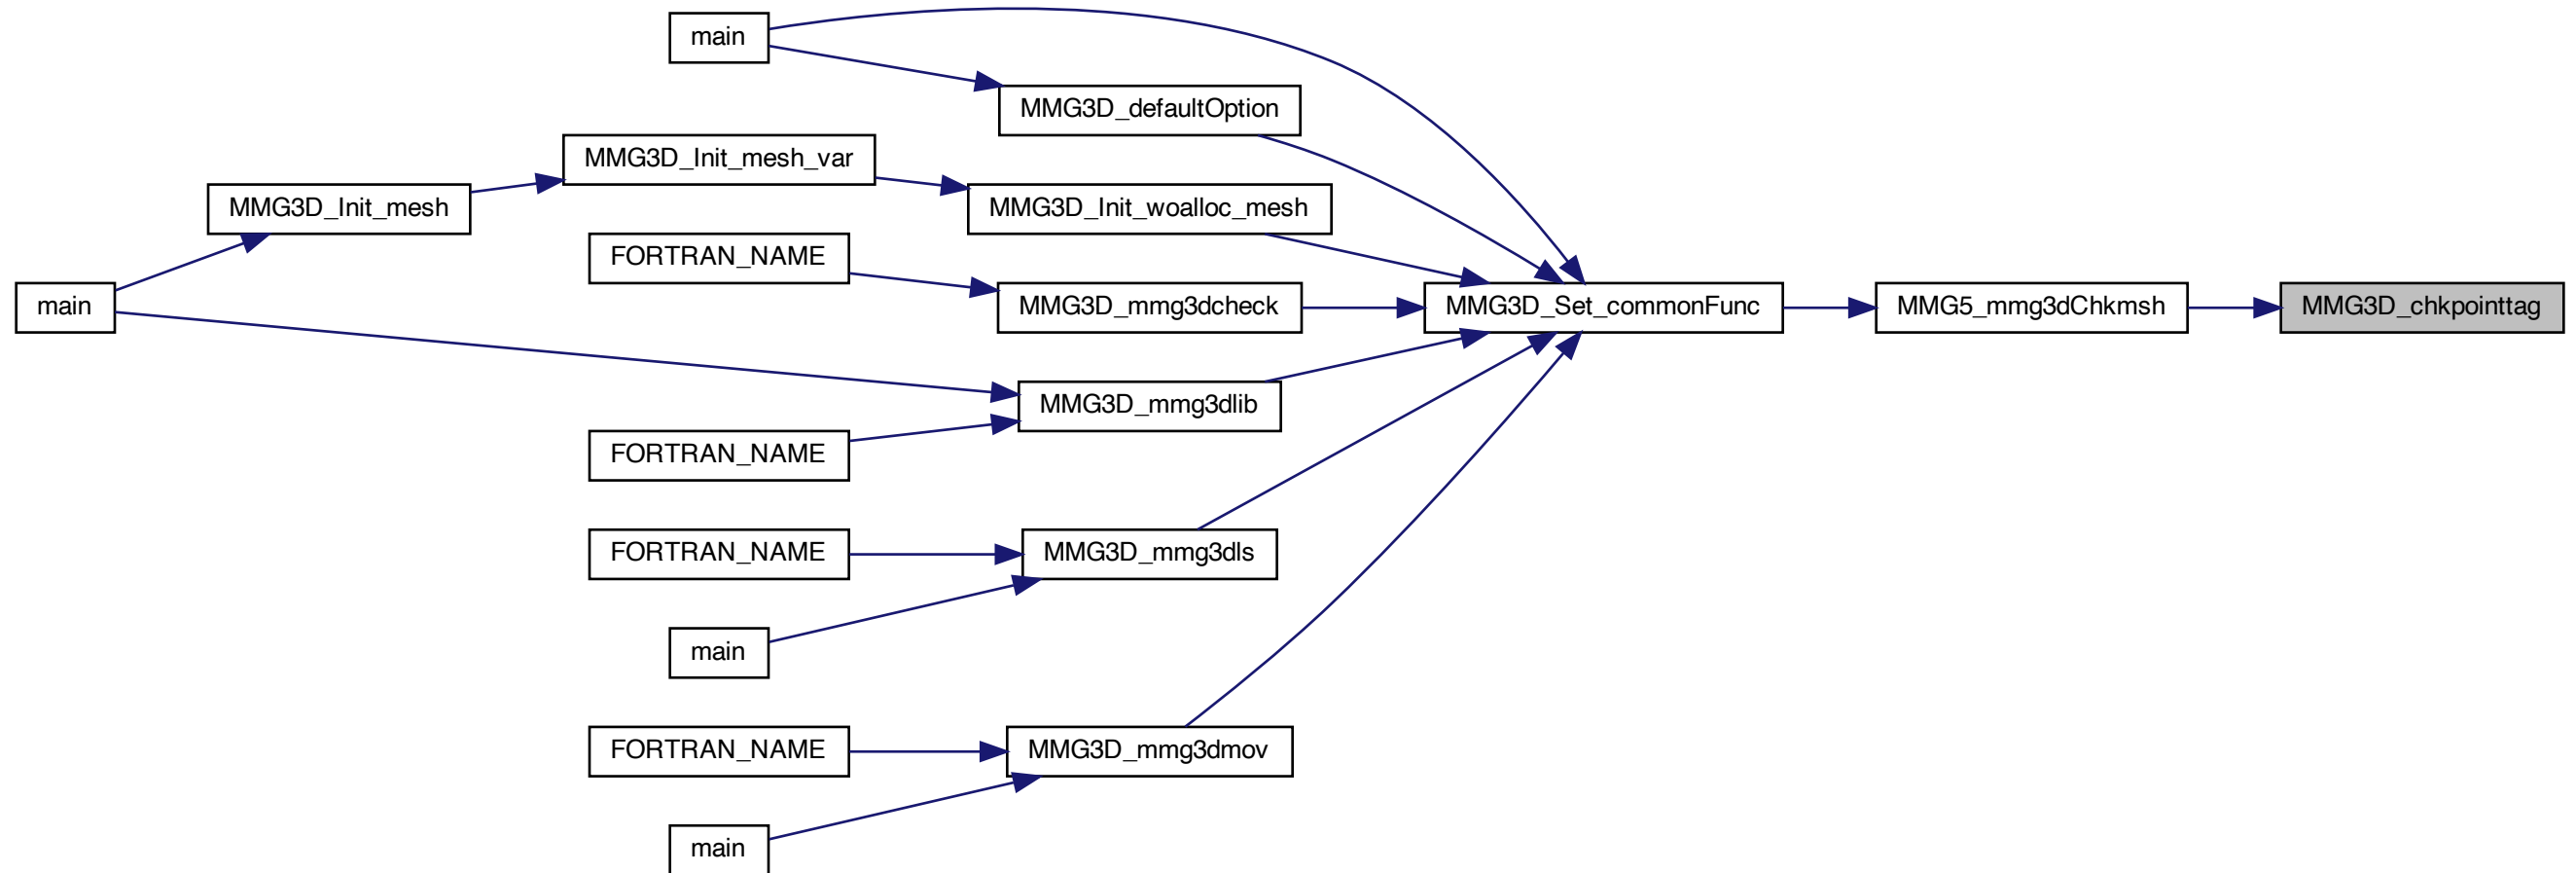 main
MMG3D_defaultOption
MMG3D_Init_mesh_var
MMG3D_Init_mesh
MMG3D_Init_woalloc_mesh
FORTRAN_NAME
main
MMG3D_mmg3dcheck
MMG3D_Set_commonFunc
MMG5_mmg3dChkmsh
MMG3D_chkpointtag
MMG3D_mmg3dlib
FORTRAN_NAME
FORTRAN_NAME
MMG3D_mmg3dls
main
FORTRAN_NAME
MMG3D_mmg3dmov
main